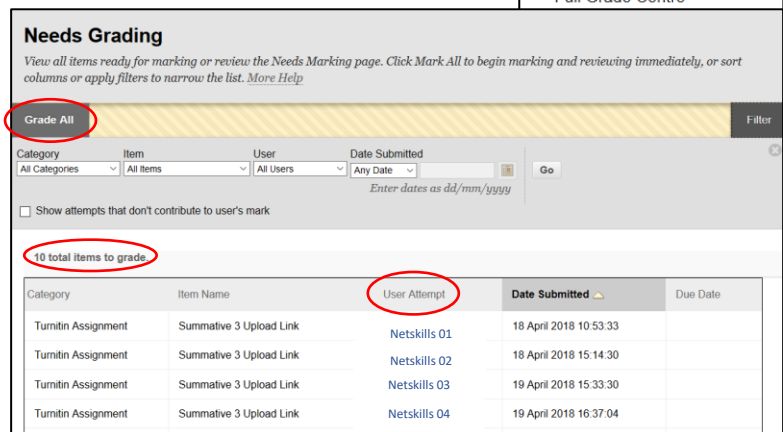 Full Grade Centre
Needs Grading
View all items ready for marking or review the Needs Marking page. Click Mark All to begin marking and reviewing immediately, or sort
columns or apply filters to narrow the list. More Help
Grade All Filter
Category Item User Date Submitted
All Categories All Items All Users Any Date Go
Enter dates as dd/mm/yyyy
Show attempts that don't contribute to user's mark
10 total items to grade.
Category Item Name User Attempt Date Submitted Due Date
Turnitin Assignment Summative 3 Upload Link Netskills 01 18 April 2018 10:53:33
Turnitin Assignment Summative 3 Upload Link Netskills 02 18 April 2018 15:14:30
Turnitin Assignment Summative 3 Upload Link Netskills 03 19 April 2018 15:33:30
Turnitin Assignment Summative 3 Upload Link Netskills 04 19 April 2018 16:37:04